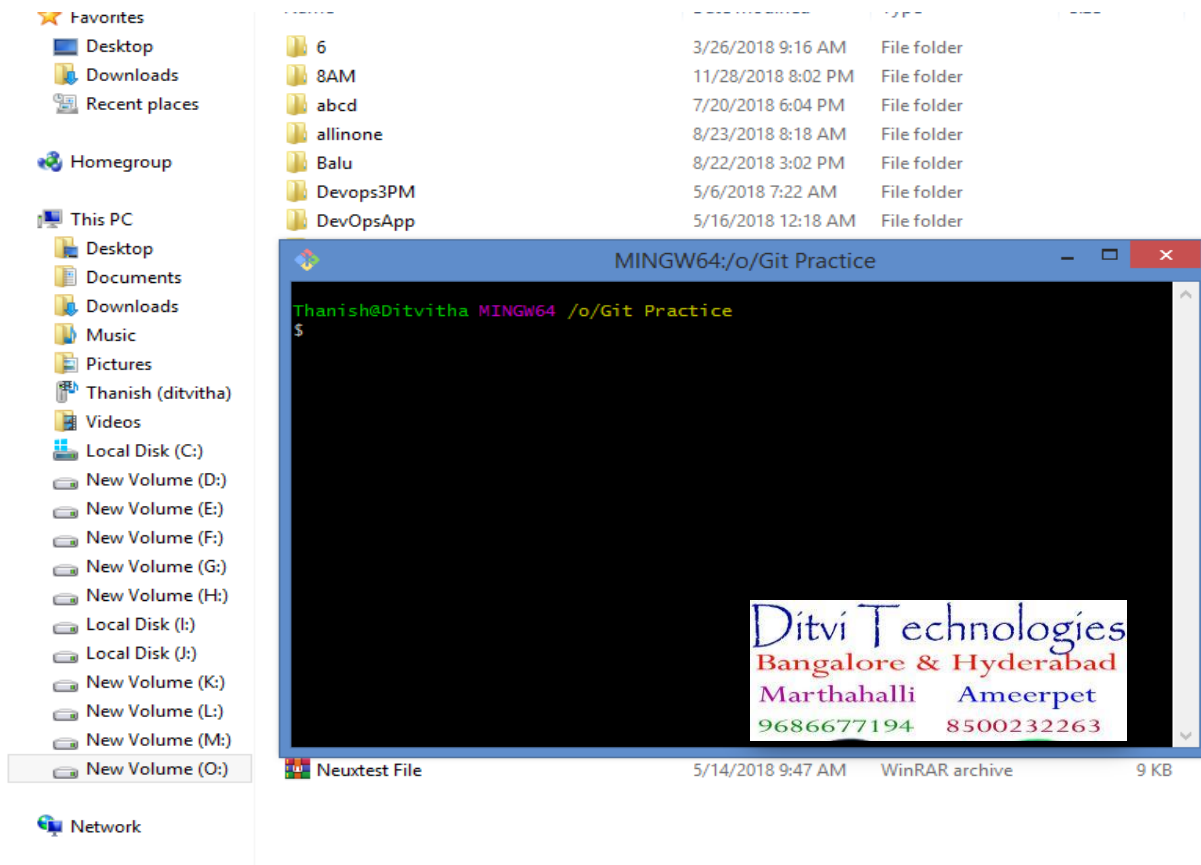 Favorites
Desktop
Downloads
Recent places
Homegroup
This PC
Desktop
Documents
Downloads
Music
Pictures
Thanish (ditvitha)
Videos
Local Disk (C:)
New Volume (D:)
New Volume (E:)
New Volume (F:)
New Volume (G:)
New Volume (H:)
Local Disk (I:)
Local Disk (J:)
New Volume (K:)
New Volume (L:)
New Volume (M:)
New Volume (O:)
Network
6 3/26/2018 9:16 AM File folder
8AM 11/28/2018 8:02 PM File folder
abcd 7/20/2018 6:04 PM File folder
allinone 8/23/2018 8:18 AM File folder
Balu 8/22/2018 3:02 PM File folder
Devops3PM 5/6/2018 7:22 AM File folder
DevOpsApp 5/16/2018 12:18 AM File folder
MINGW64:/o/Git Practice
Thanish@Ditvitha MINGW64 /o/Git Practice
$
Ditvi Technologies
Bangalore & Hyderabad
Marthahalli Ameerpet
9686677194 8500232263
Neuxtest File 5/14/2018 9:47 AM WinRAR archive 9 KB